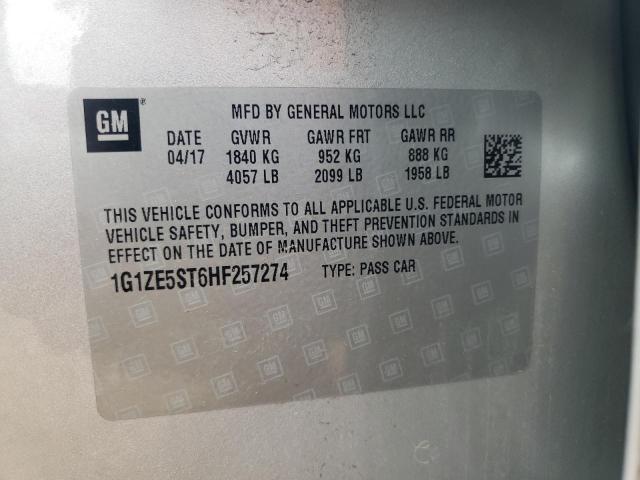 GM® MFD BY GENERAL MOTORS LLC
DATE GVWR GAWR FRT GAWR RR
04/17 1840 KG 952 KG 888 KG
4057 LB 2099 LB 1958 LB
THIS VEHICLE CONFORMS TO ALL APPLICABLE U.S. FEDERAL MOTOR
VEHICLE SAFETY, BUMPER, AND THEFT PREVENTION STANDARDS IN
EFFECT ON THE DATE OF MANUFACTURE SHOWN ABOVE.
1G1ZE5ST6HF257274 TYPE: PASS CAR